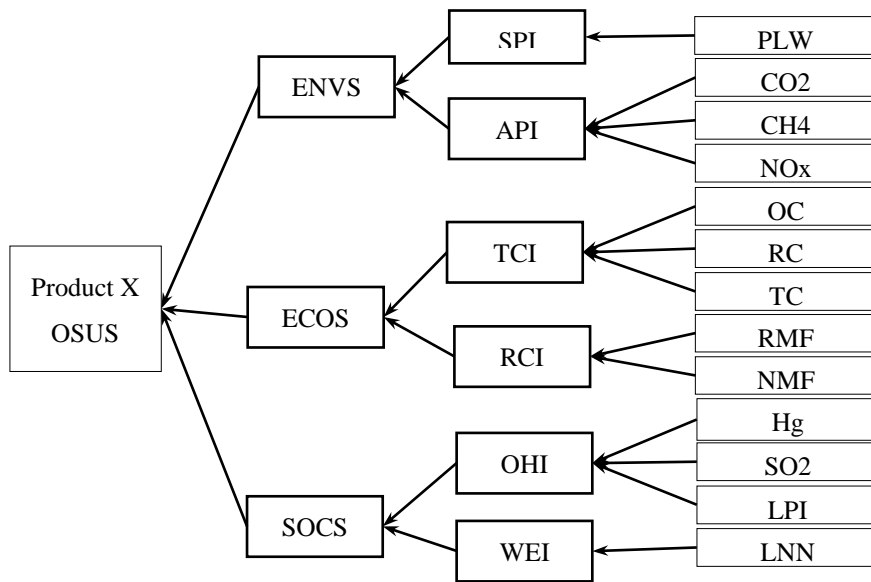 SPI
PLW
ENVS
CO2
API
CH4
NOx
OC
TCI
RC
Product X
OSUS
TC
ECOS
RMF
RCI
NMF
Hg
OHI
SO2
LPI
SOCS
WEI
LNN